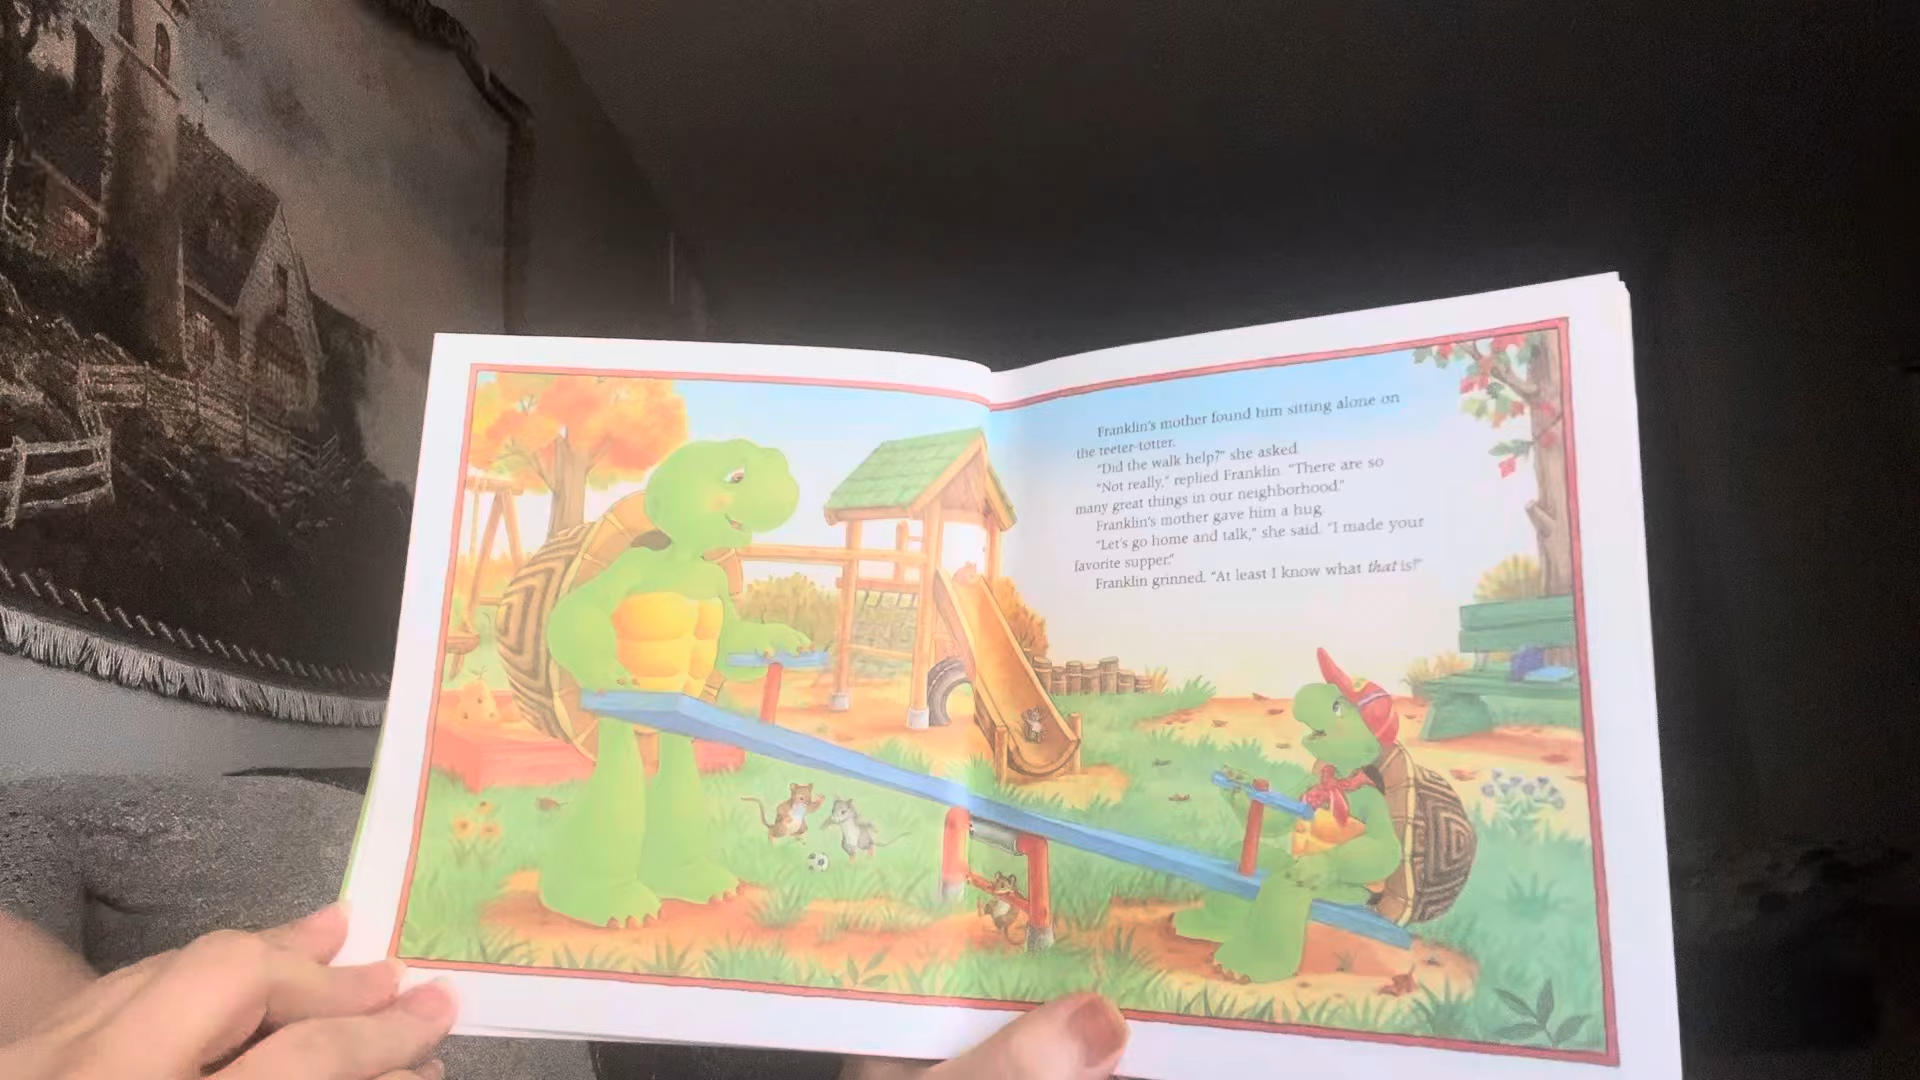 Franklin's mother found him sitting alone on
the teeter-totter.
"Did the walk help?" she asked.
"Not really," replied Franklin. "There are so
many great things in our neighborhood."
Franklin's mother gave him a hug.
"Let's go home and talk," she said. "I made your
favorite supper."
Franklin grinned. "At least I know what that is!"